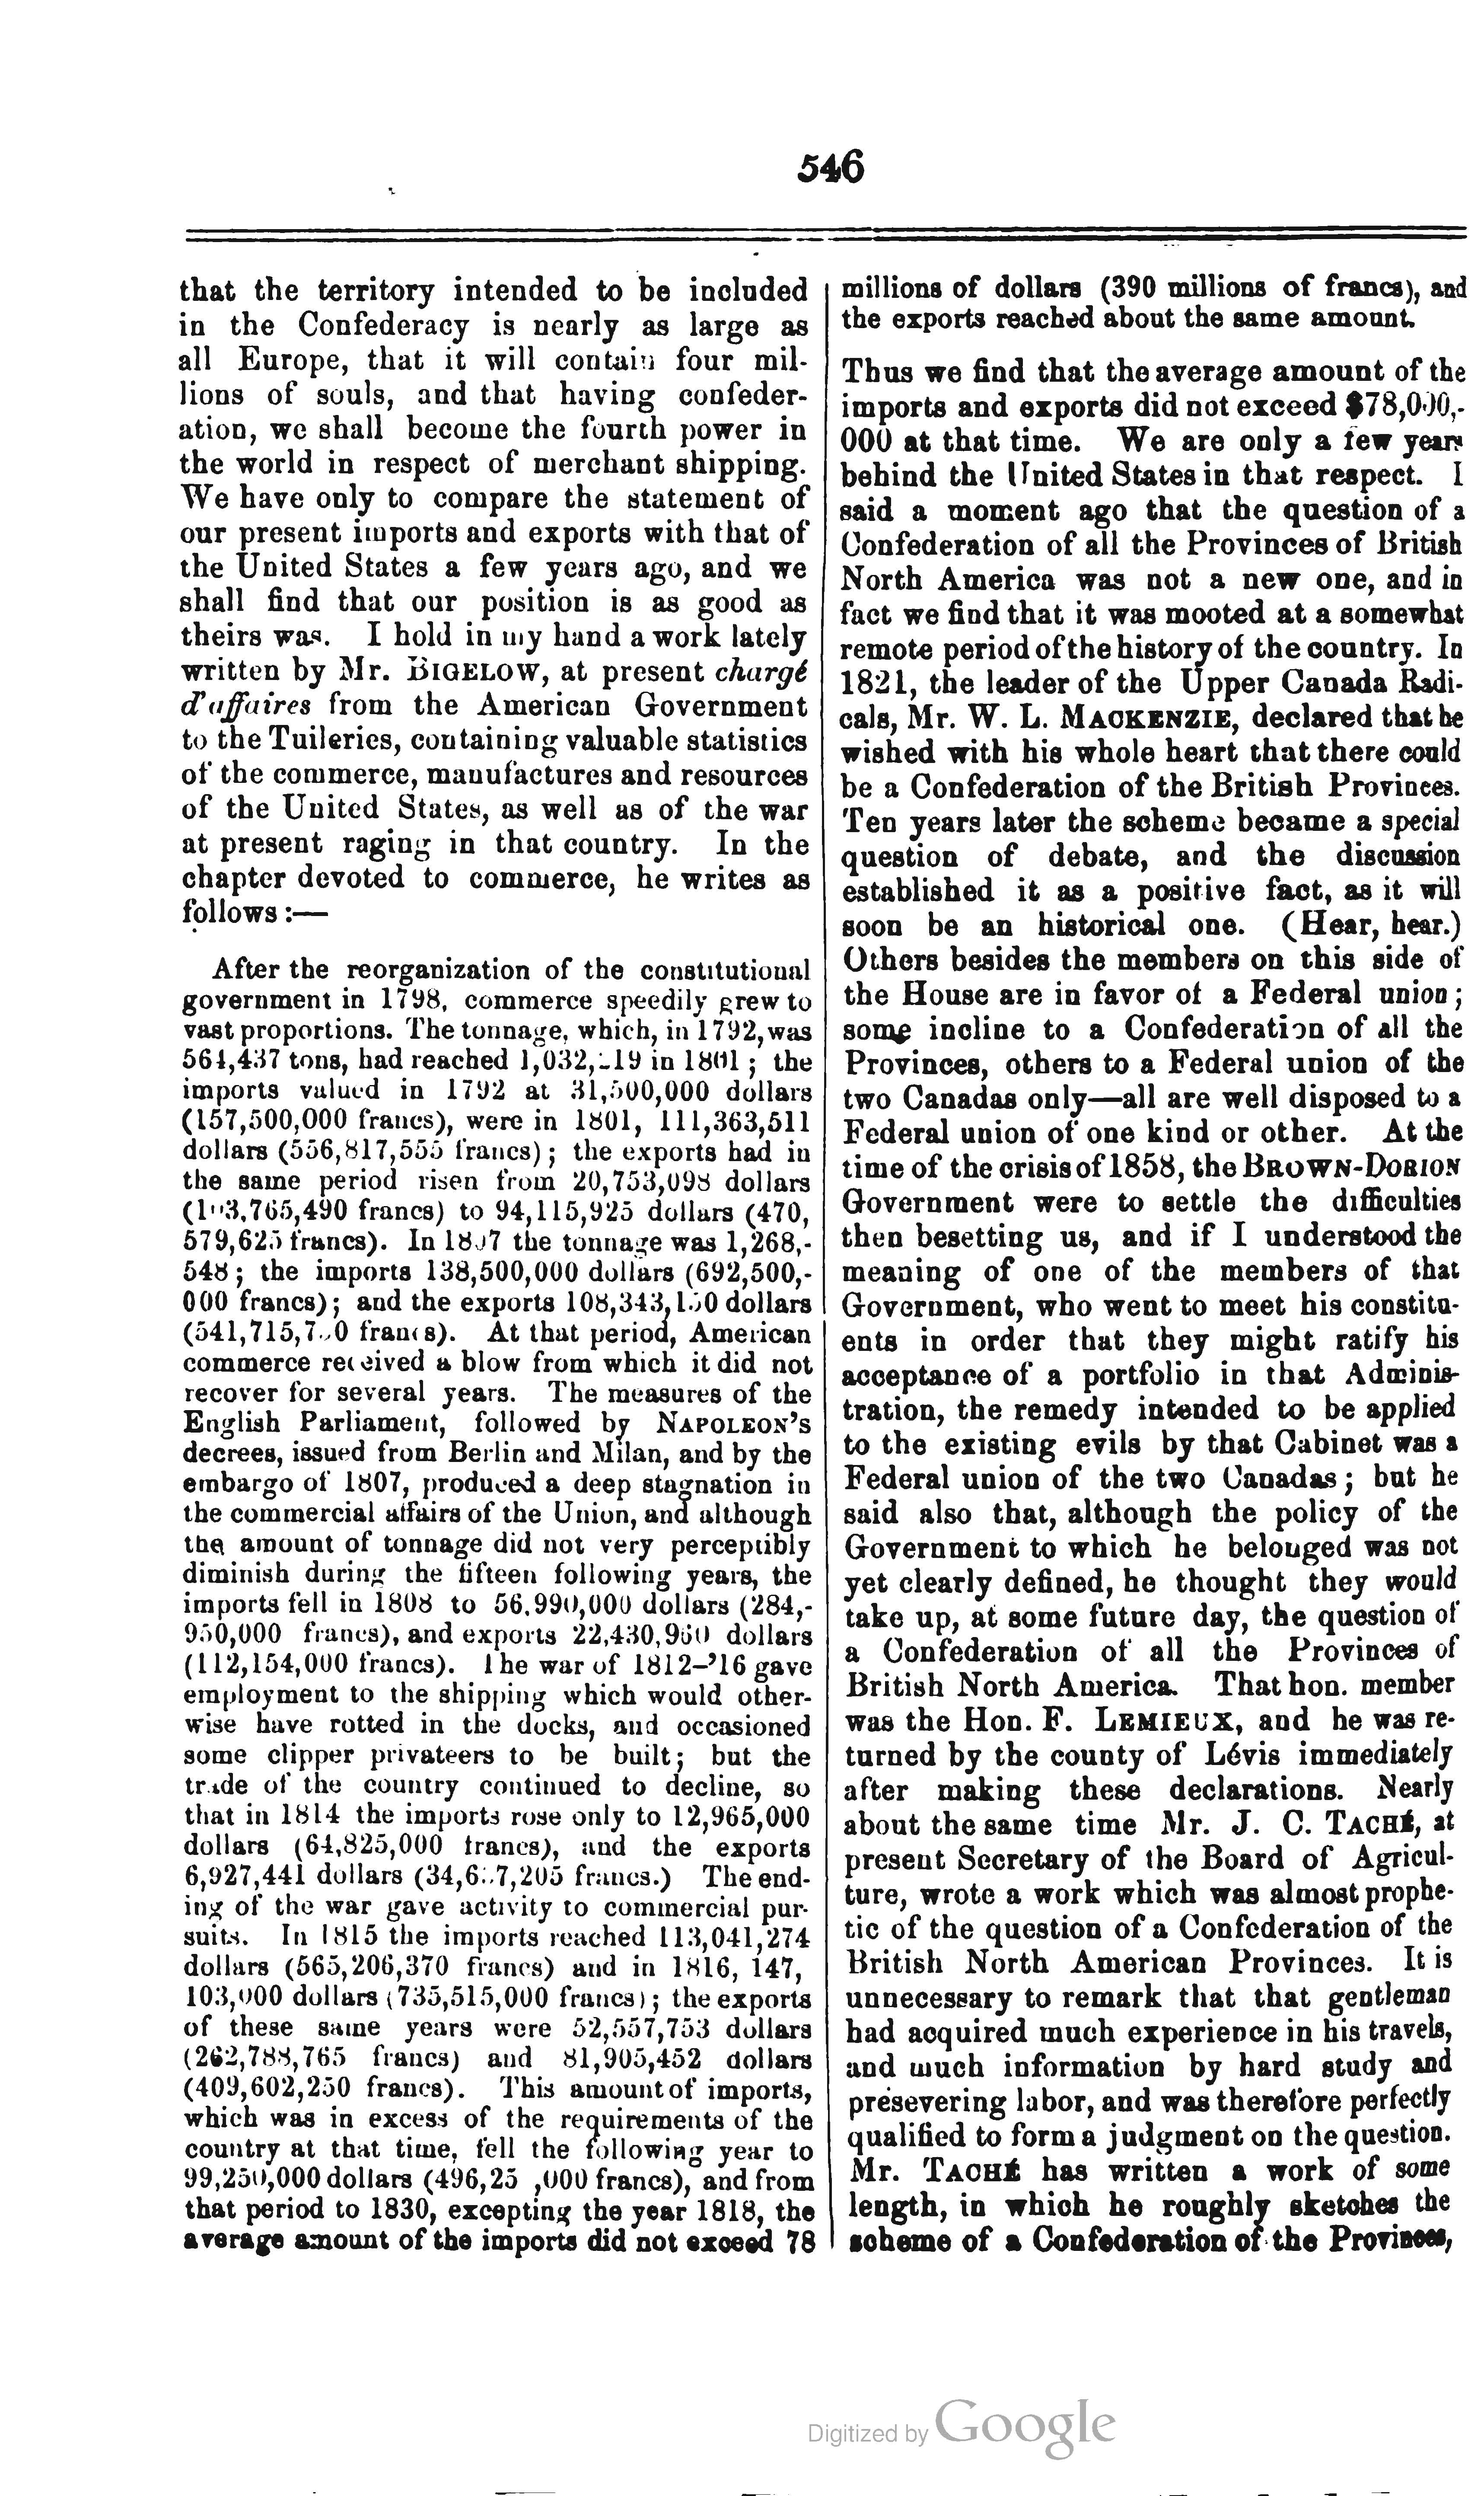 546
that the territory intended to be included
in the Confederacy is nearly as large as
all Europe, that it will contain four mil-
lions of souls, and that having confeder-
ation, we shall become the fourth power in
the world in respect of merchant shipping.
We have only to compare the statement of
our present imports and exports with that of
the United States a few years ago, and we
shall find that our position is as good as
theirs was. I hold in my hand a work lately
written by Mr. BIGELOW, at present chargé
d'affaires from the American Government
to the Tuileries, containing valuable statistics
of the commerce, manufactures and resources
of the United States, as well as of the war
at present raging in that country. In the
chapter devoted to commerce, he writes as
follows :—
After the reorganization of the constitutional
government in 1798, commerce speedily grew to
vast proportions. The tonnage, which, in 1792, was
564,437 tons, had reached in 1801 ; the
imports valued in 1792 at 31,500,000 dollars
(157,500,000 francs), were in 1801, 111,363,511
dollars (556,817,555 francs) ; the exports had in
the same period risen from 20,753,098 dollars
(103,765,490 francs) to 94,115,925 dollars (470,
579,625 francs). In 1807 the tonnage was 1,268,-
548 ; the imports 138,500,000 dollars (692,500,-
000 francs) ; and the exports 108,343,150 dollars
(541,715,750 francs). At that period, American
commerce received a blow from which it did not
recover for several years. The measures of the
English Parliament, followed by NAPOLEON'S
decrees, issued from Berlin and Milan, and by the
embargo of 1807, produced a deep stagnation in
the commercial affairs of the Union, and although
the amount of tonnage did not very perceptibly
diminish during the fifteen following years, the
imports fell in 1808 to 56,990,000 dollars (284,-
950,000 francs), and exports 22,430,960 dollars
(112,154,000 francs). The war of 1812–'16 gave
employment to the shipping which would other-
wise have rotted in the docks, and occasioned
some clipper privateers to be built ; but the
trade of the country continued to decline, so
that in 1814 the imports rose only to 12,965,000
dollars (64,825,000 francs), and the exports
6,927,441 dollars (34,637,205 francs.) The end-
ing of the war gave activity to commercial pur-
suits. In 1815 the imports reached 113,041,274
dollars (565,206,370 francs) and in 1816, 147,
103,000 dollars (735,515,000 francs) ; the exports
of these same years were 52,557,753 dollars
(262,788,765 francs) and 81,905,452 dollars
(409,602,250 francs). This amount of imports,
which was in excess of the requirements of the
country at that time, fell the following year to
99,250,000 dollars (496,25 ,000 francs), and from
that period to 1830, excepting the year 1818, the
average amount of the imports did not exceed 78
millions of dollars (390 millions of francs), and
the exports reached about the same amount.
Thus we find that the average amount of the
imports and exports did not exceed $78,000,-
000 at that time. We are only a few years
behind the United States in that respect. I
said a moment ago that the question of a
Confederation of all the Provinces of British
North America was not a new one, and in
fact we find that it was mooted at a somewhat
remote period of the history of the country. In
1821, the leader of the Upper Canada Radi-
cals, Mr. W. L. MACKENZIE, declared that he
wished with his whole heart that there could
be a Confederation of the British Provinces.
Ten years later the scheme became a special
question of debate, and the discussion
established it as a positive fact, as it will
soon be an historical one. (Hear, hear.)
Others besides the members on this side of
the House are in favor of a Federal union ;
some incline to a Confederation of all the
Provinces, others to a Federal union of the
two Canadas only—all are well disposed to a
Federal union of one kind or other. At the
time of the crisis of 1858, the BROWN-DORION
Government were to settle the difficulties
then besetting us, and if I understood the
meaning of one of the members of that
Government, who went to meet his constitu-
ents in order that they might ratify his
acceptance of a portfolio in that Adminis-
tration, the remedy intended to be applied
to the existing evils by that Cabinet was a
Federal union of the two Canadas ; but he
said also that, although the policy of the
Government to which he belonged was not
yet clearly defined, he thought they would
take up, at some future day, the question of
a Confederation of all the Provinces of
British North America. That hon. member
was the Hon. F. LEMIEUX, and he was re-
turned by the county of Lévis immediately
after making these declarations. Nearly
about the same time Mr. J. C. TACHÉ, at
present Secretary of the Board of Agricul-
ture, wrote a work which was almost prophe-
tic of the question of a Confederation of the
British North American Provinces. It is
unnecessary to remark that that gentleman
had acquired much experience in his travels,
and much information by hard study and
presevering labor, and was therefore perfectly
qualified to form a judgment on the question.
Mr. TACHÉ has written a work of some
length, in which he roughly sketches the
scheme of a Confederation of the Provinces,
Digitized by Google